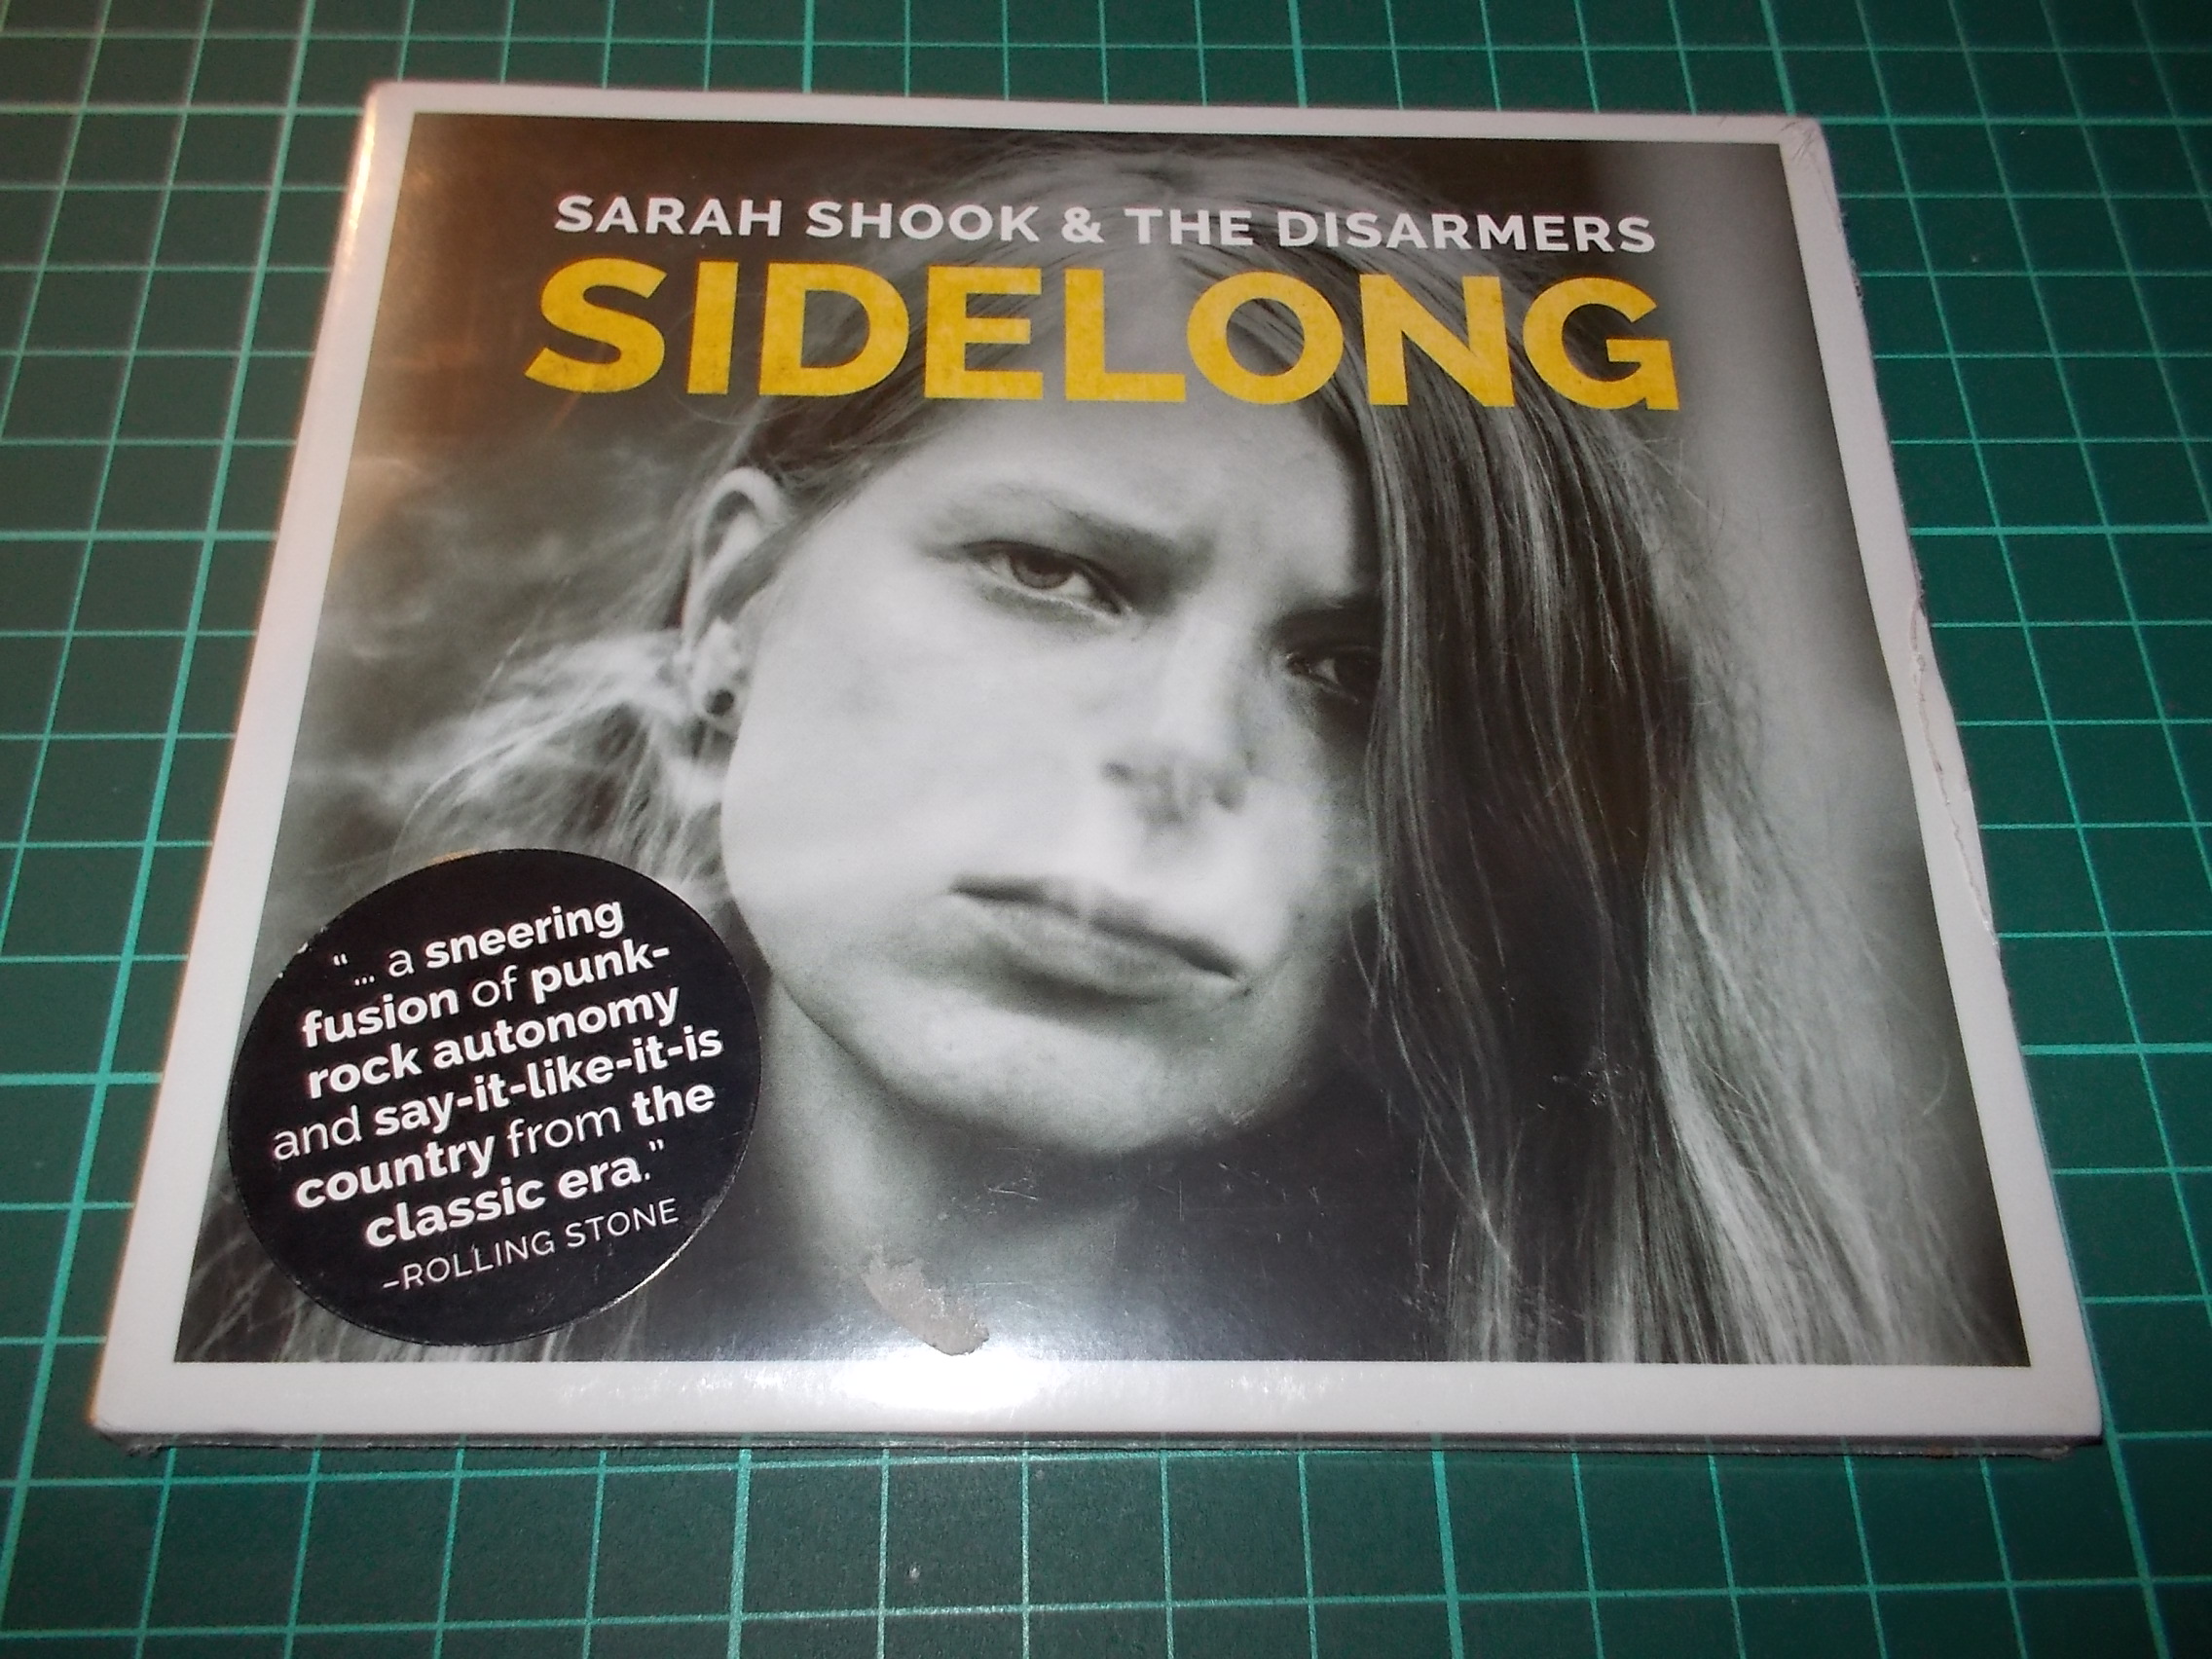 SARAH SHOOK & THE DISARMERS
SIDELONG
"... a sneering
fusion of punk-
rock autonomy
and say-it-like-it-is
country from the
classic era."
–ROLLING STONE